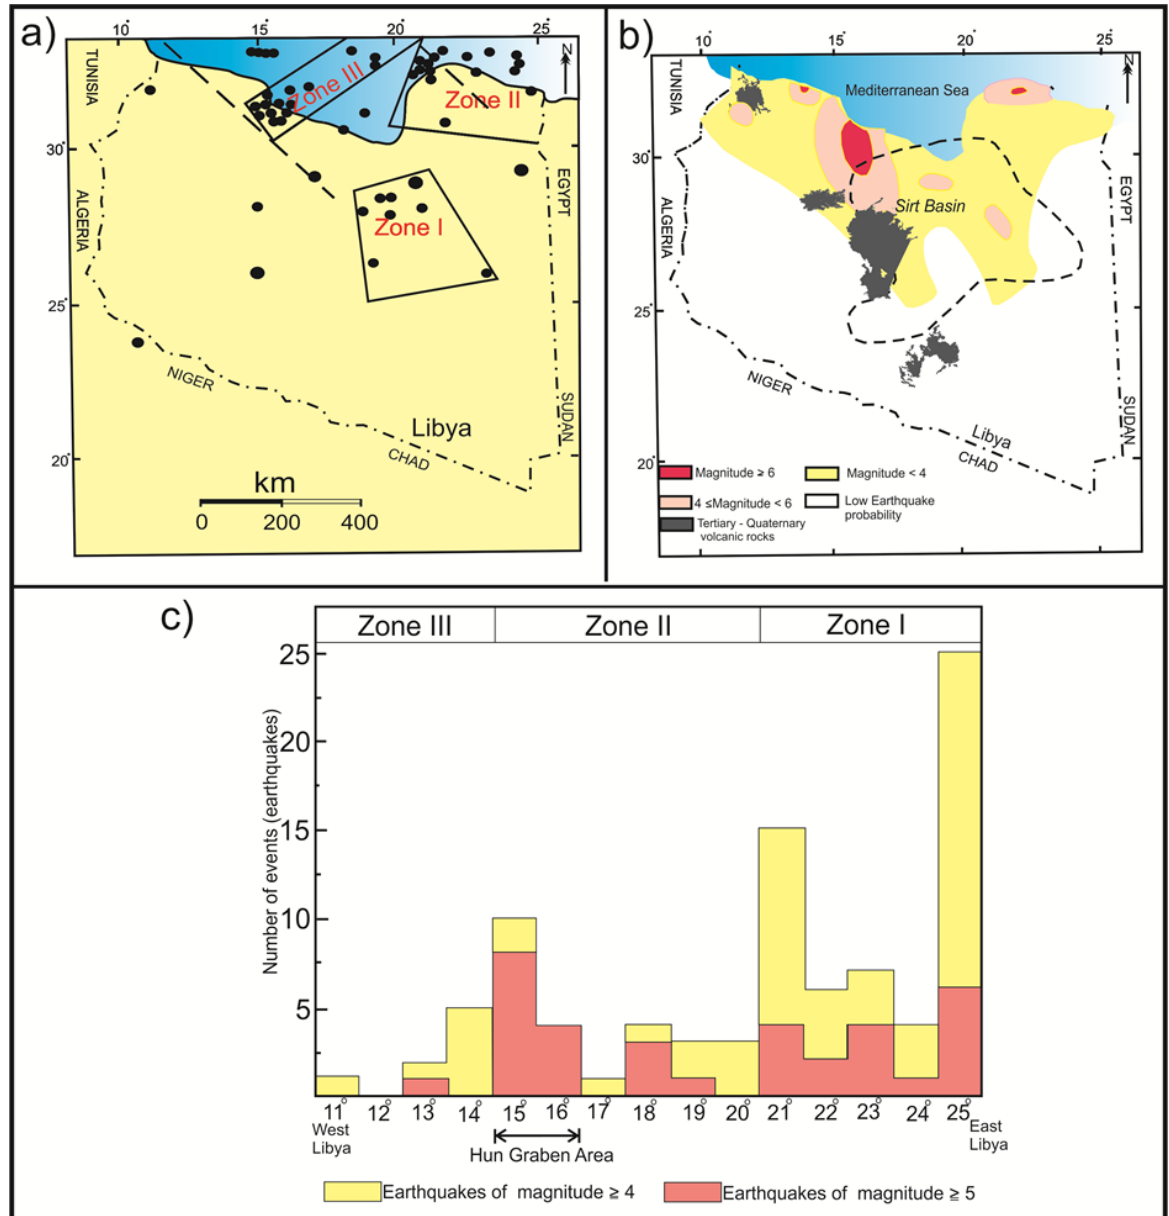 a)
10°
15
20°
25°
N
TUNISIA
Zone III
Zone II
30°
ALGERIA
EGYPT
Zone I
25°
NIGER
Libya
SUDAN
CHAD
20°
km
0 200 400
b)
10°
15
20°
25°
N
TUNISIA
Mediterranean Sea
30°
ALGERIA
EGYPT
Sirt Basin
25°
NIGER
SUDAN
Libya
CHAD
20°
Magnitude ≥ 6
Magnitude < 4
4 ≤Magnitude < 6
Low Earthquake
probability
Tertiary - Quaternary
volcanic rocks
c)
Zone III Zone II Zone I
Number of events (earthquakes)
25
20
15
10
5
11° 12° 13° 14° 15° 16° 17° 18° 19° 20° 21° 22° 23° 24° 25°
West
Libya
East
Libya
Hun Graben Area
Earthquakes of magnitude ≥ 4
Earthquakes of magnitude ≥ 5